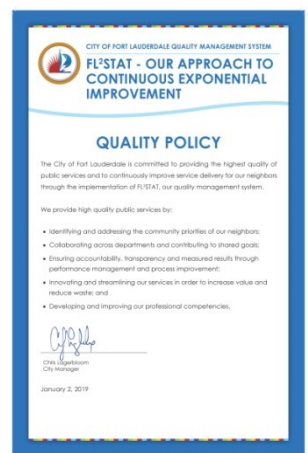 CITY OF FORT LAUDERDALE QUALITY MANAGEMENT SYSTEM
FL²STAT - OUR APPROACH TO
CONTINUOUS EXPONENTIAL
IMPROVEMENT
QUALITY POLICY
The City of Fort Lauderdale is committed to providing the highest quality of
public services and to continuously improve service delivery for our neighbors
through the implementation of FL²STAT, our quality management system.
We provide high quality public services by:
• Identifying and addressing the community priorities of our neighbors;
• Collaborating across departments and contributing to shared goals;
• Ensuring accountability, transparency and measured results through
performance management and process improvement;
• Innovating and streamlining our services in order to increase value and
reduce waste; and
• Developing and improving our professional competencies.
Chris Lagerbloom
City Manager
January 2, 2019